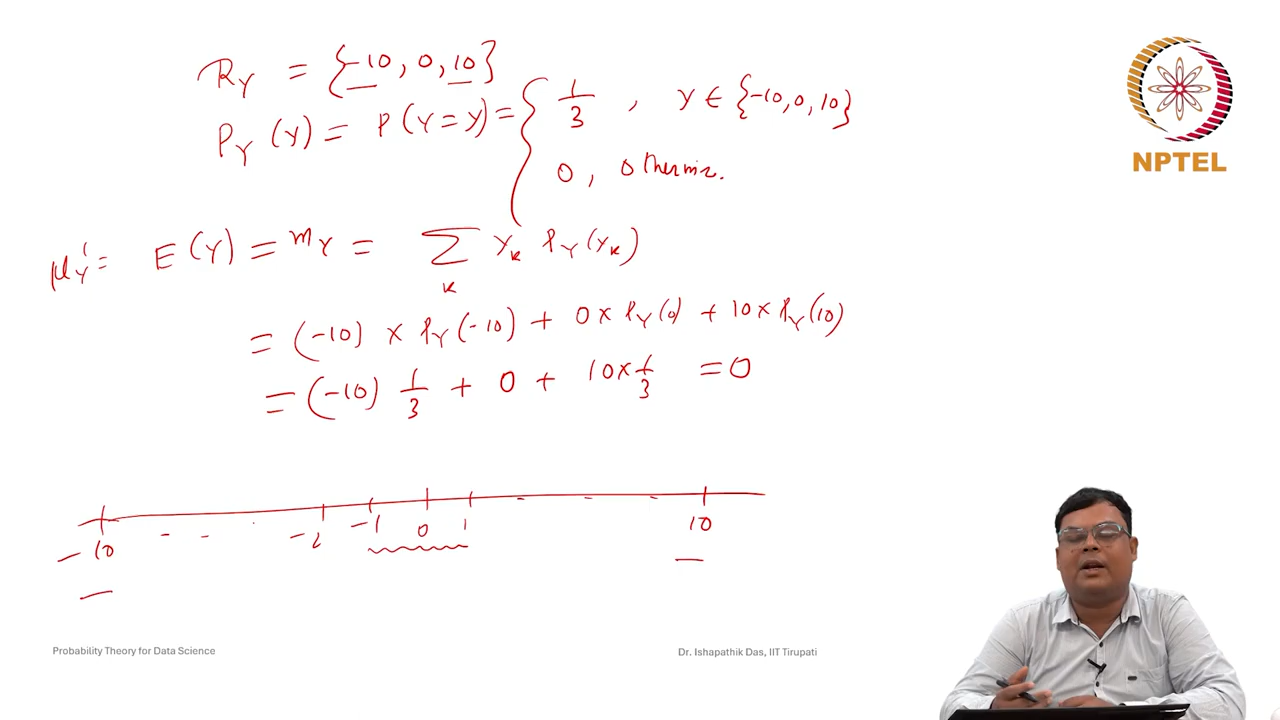 R_Y = {-10, 0, 10}
P_Y (Y) = P (Y = y) = { 1/3 , Y ∈ {-10, 0, 10}
0, otherwise.
NPTEL
μ_Y' = E (Y) = m_Y = Σ_k Y_k P_Y (Y_k)
= (-10) × P_Y (-10) + 0 × P_Y (0) + 10 × P_Y (10)
= (-10) 1/3 + 0 + 10 × 1/3 = 0
-10 - - -2 -1 0 1 - - - 10
Probability Theory for Data Science
Dr. Ishapathik Das, IIT Tirupati